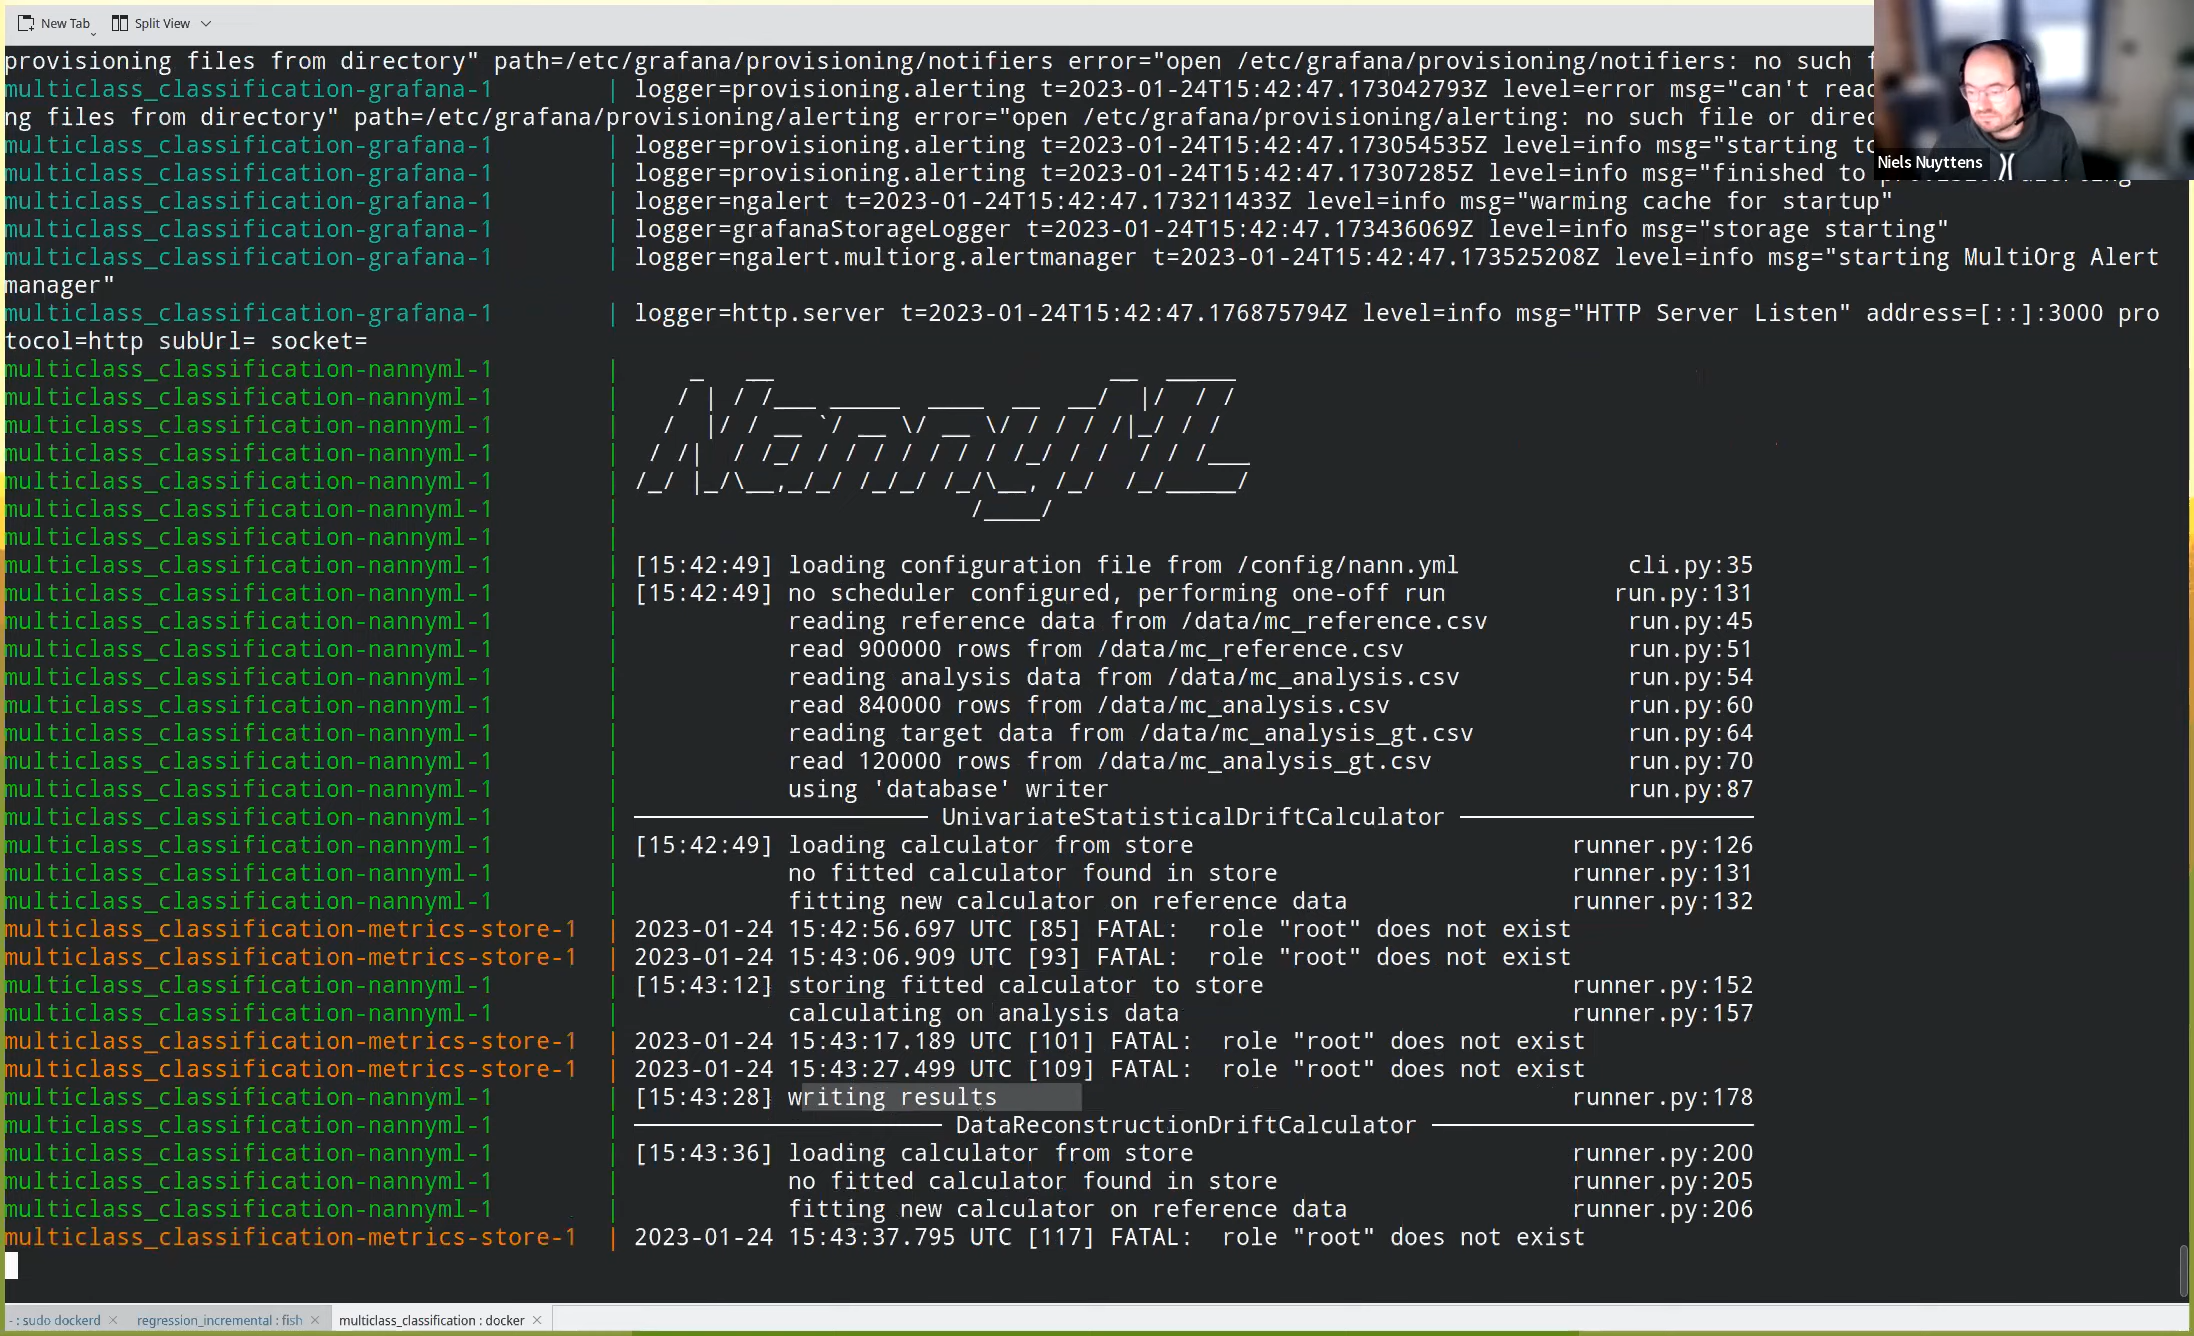 New Tab Split View
provisioning files from directory" path=/etc/grafana/provisioning/notifiers error="open /etc/grafana/provisioning/notifiers: no such
multiclass_classification-grafana-1 | logger=provisioning.alerting t=2023-01-24T15:42:47.173042793Z level=error msg="can't
ng files from directory" path=/etc/grafana/provisioning/alerting error="open /etc/grafana/provisioning/alerting: no such file or
multiclass_classification-grafana-1 | logger=provisioning.alerting t=2023-01-24T15:42:47.173054535Z level=info msg="starting
multiclass_classification-grafana-1 | logger=provisioning.alerting t=2023-01-24T15:42:47.17307285Z level=info msg="finished to
Niels Nuyttens
multiclass_classification-grafana-1 | logger=ngalert t=2023-01-24T15:42:47.173211433Z level=info msg="warming cache for startup"
multiclass_classification-grafana-1 | logger=grafanaStorageLogger t=2023-01-24T15:42:47.173436069Z level=info msg="storage starting"
multiclass_classification-grafana-1 | logger=ngalert.multiorg.alertmanager t=2023-01-24T15:42:47.173525208Z level=info msg="starting MultiOrg Alert
manager"
multiclass_classification-grafana-1 | logger=http.server t=2023-01-24T15:42:47.176875794Z level=info msg="HTTP Server Listen" address=[::]:3000 pro
tocol=http subUrl= socket=
multiclass_classification-nannyml-1 |
multiclass_classification-nannyml-1 |
multiclass_classification-nannyml-1 | NannyML
multiclass_classification-nannyml-1 |
multiclass_classification-nannyml-1 |
multiclass_classification-nannyml-1 |
multiclass_classification-nannyml-1 |
multiclass_classification-nannyml-1 | [15:42:49] loading configuration file from /config/nann.yml cli.py:35
multiclass_classification-nannyml-1 | [15:42:49] no scheduler configured, performing one-off run run.py:131
multiclass_classification-nannyml-1 | reading reference data from /data/mc_reference.csv run.py:45
multiclass_classification-nannyml-1 | read 900000 rows from /data/mc_reference.csv run.py:51
multiclass_classification-nannyml-1 | reading analysis data from /data/mc_analysis.csv run.py:54
multiclass_classification-nannyml-1 | read 840000 rows from /data/mc_analysis.csv run.py:60
multiclass_classification-nannyml-1 | reading target data from /data/mc_analysis_gt.csv run.py:64
multiclass_classification-nannyml-1 | read 120000 rows from /data/mc_analysis_gt.csv run.py:70
multiclass_classification-nannyml-1 | using 'database' writer run.py:87
multiclass_classification-nannyml-1 | UnivariateStatisticalDriftCalculator
multiclass_classification-nannyml-1 | [15:42:49] loading calculator from store runner.py:126
multiclass_classification-nannyml-1 | no fitted calculator found in store runner.py:131
multiclass_classification-nannyml-1 | fitting new calculator on reference data runner.py:132
multiclass_classification-metrics-store-1 | 2023-01-24 15:42:56.697 UTC [85] FATAL: role "root" does not exist
multiclass_classification-metrics-store-1 | 2023-01-24 15:43:06.909 UTC [93] FATAL: role "root" does not exist
multiclass_classification-nannyml-1 | [15:43:12] storing fitted calculator to store runner.py:152
multiclass_classification-nannyml-1 | calculating on analysis data runner.py:157
multiclass_classification-metrics-store-1 | 2023-01-24 15:43:17.189 UTC [101] FATAL: role "root" does not exist
multiclass_classification-metrics-store-1 | 2023-01-24 15:43:27.499 UTC [109] FATAL: role "root" does not exist
multiclass_classification-nannyml-1 | [15:43:28] writing results runner.py:178
multiclass_classification-nannyml-1 | DataReconstructionDriftCalculator
multiclass_classification-nannyml-1 | [15:43:36] loading calculator from store runner.py:200
multiclass_classification-nannyml-1 | no fitted calculator found in store runner.py:205
multiclass_classification-nannyml-1 | fitting new calculator on reference data runner.py:206
multiclass_classification-metrics-store-1 | 2023-01-24 15:43:37.795 UTC [117] FATAL: role "root" does not exist
- : sudo dockerd regression_incremental : fish multiclass_classification : docker